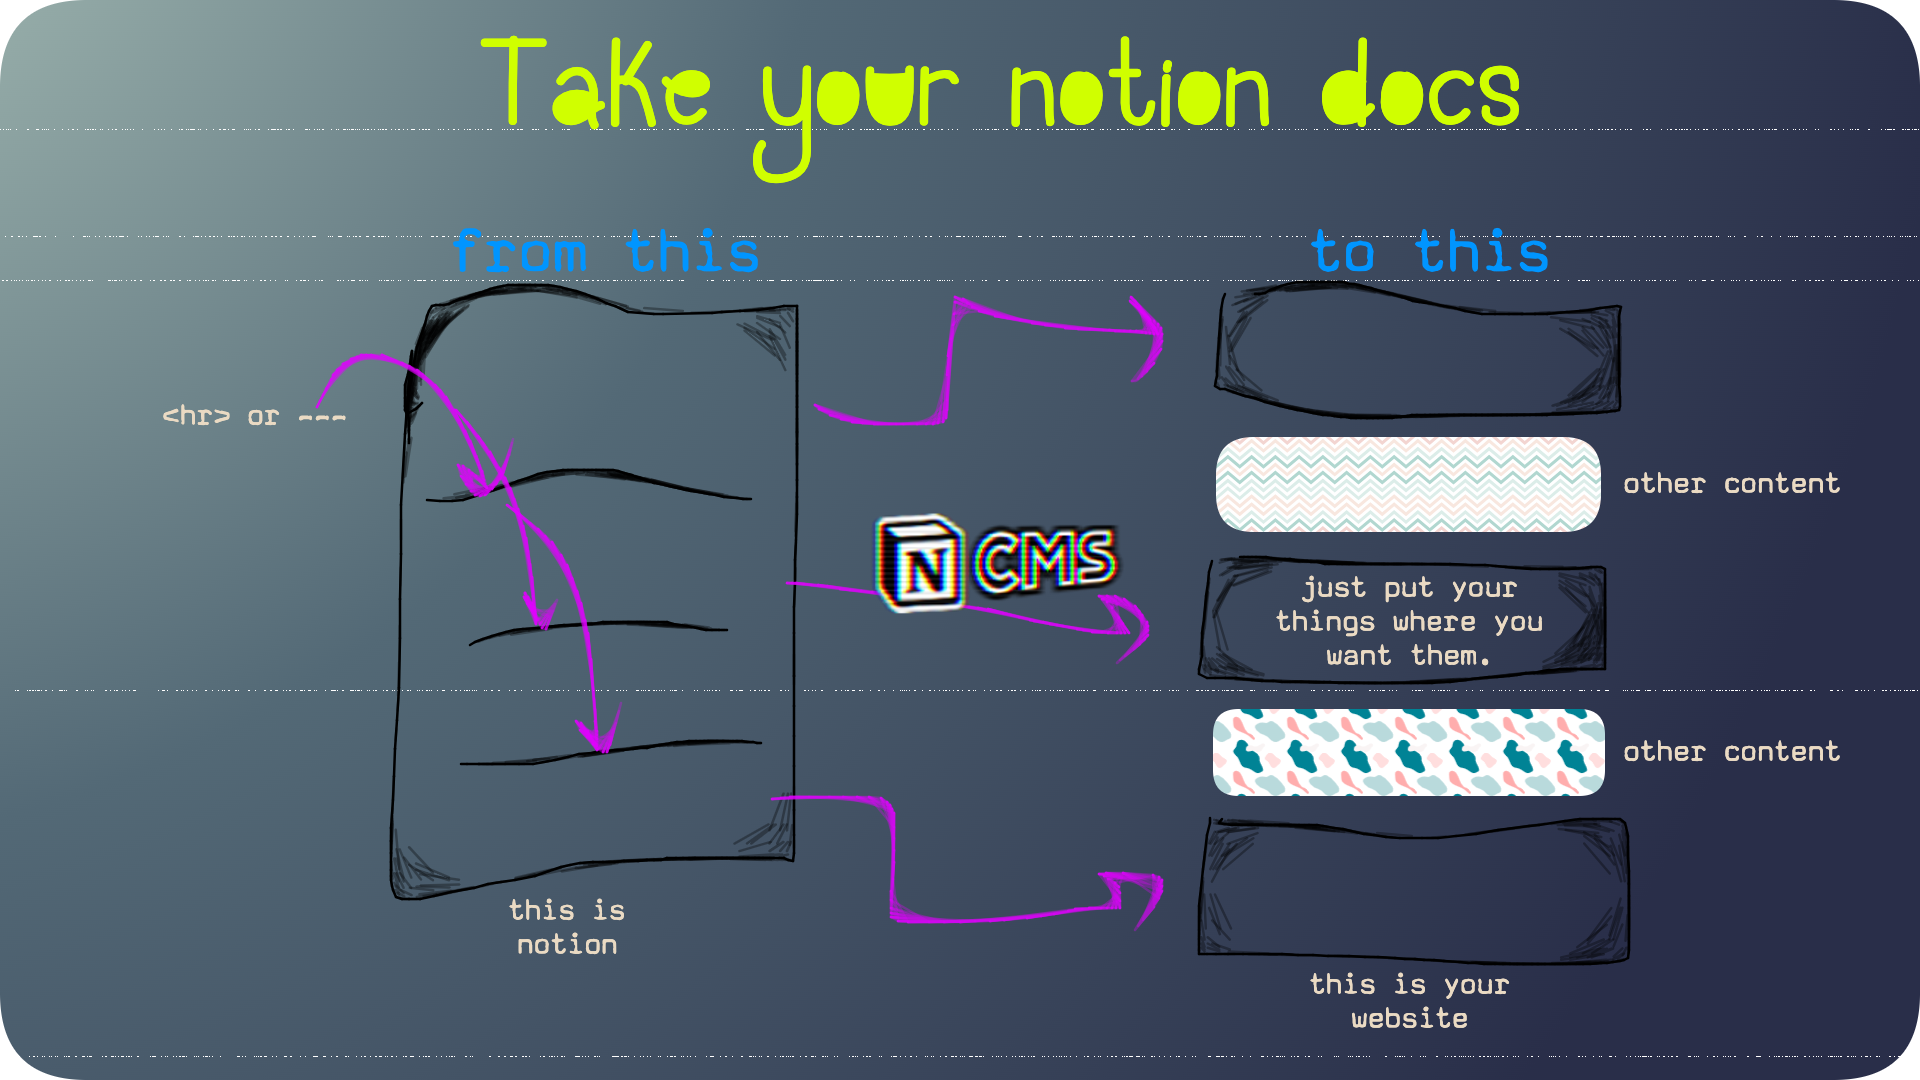 Take your notion docs
from this
to this
<hr> or ---
other content
N CMS
just put your
things where you
want them.
other content
this is
notion
this is your
website